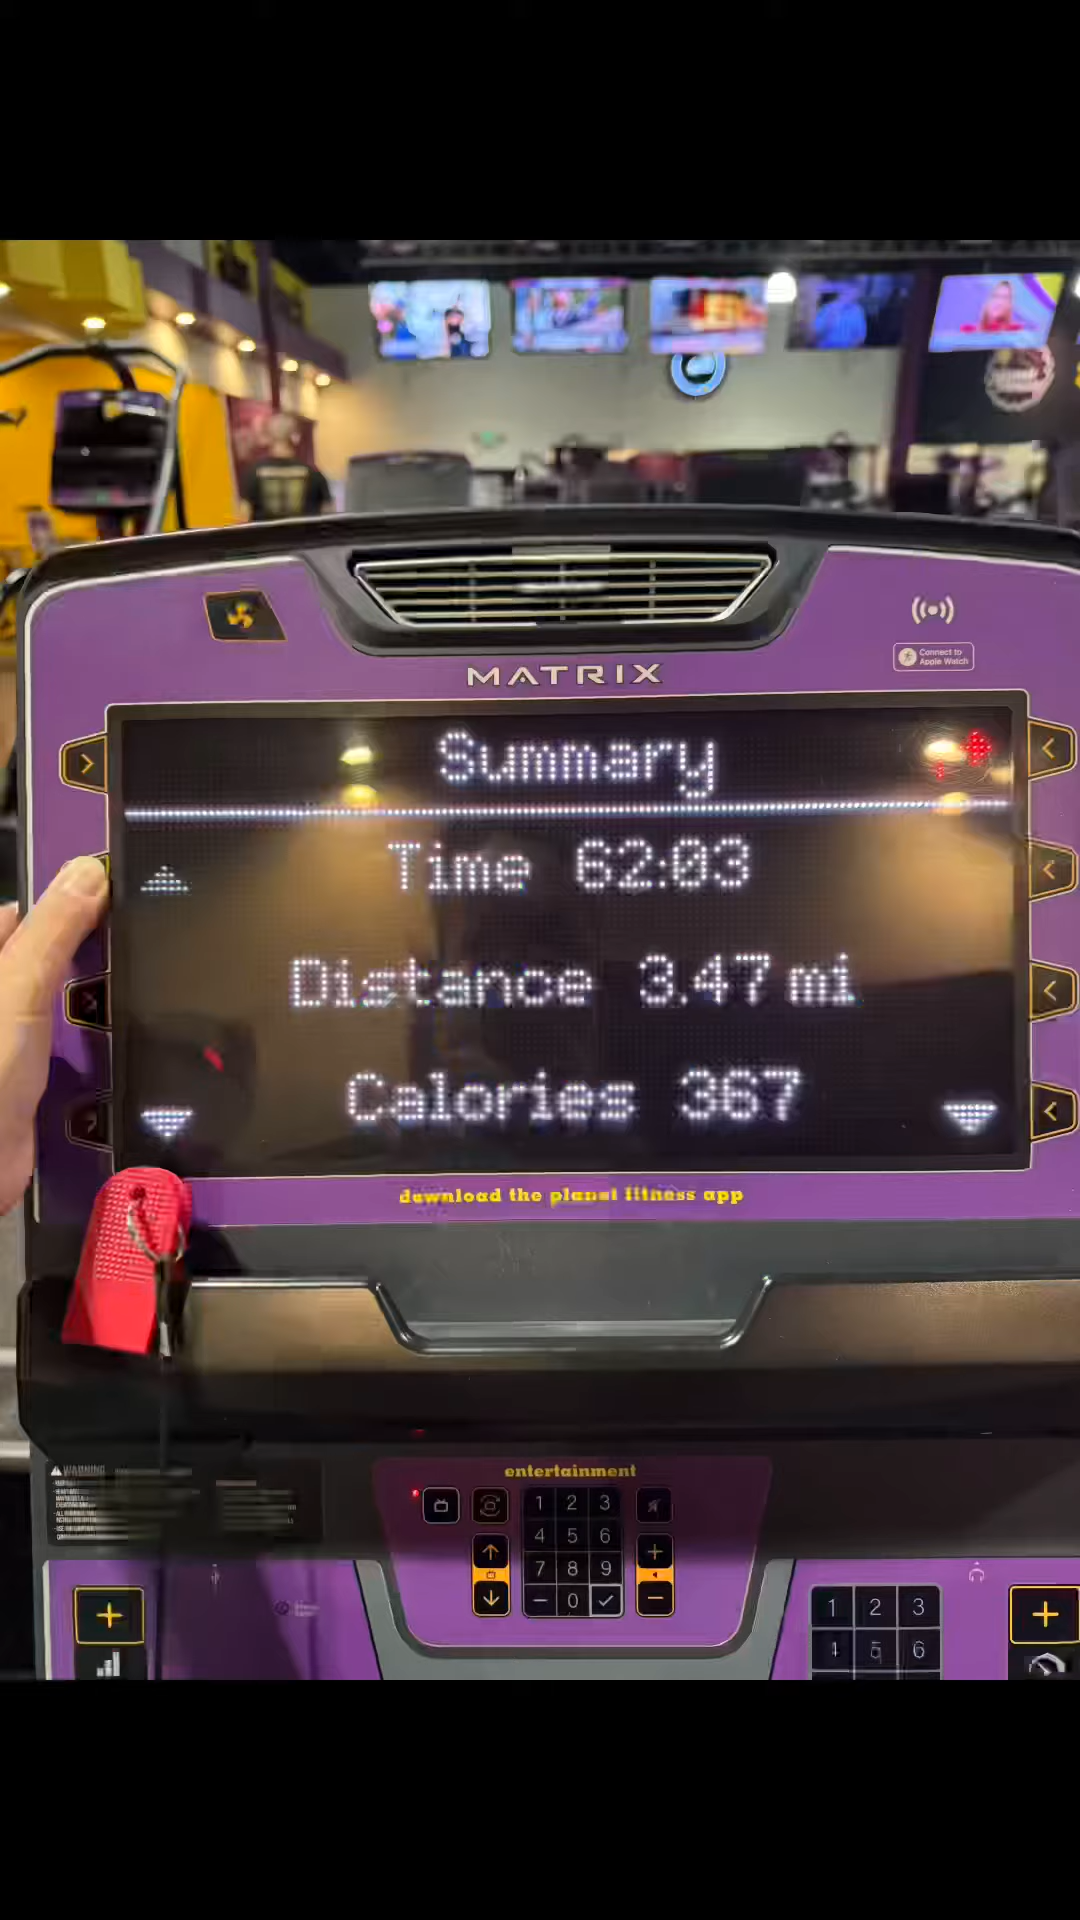 Connect to
Apple Watch
MATRIX
Summary
Time 62:03
Distance 3.47 mi
Calories 367
download the planet fitness app
WARNING
entertainment
1 2 3
4 5 6
7 8 9
0
1 2 3
4 5 6